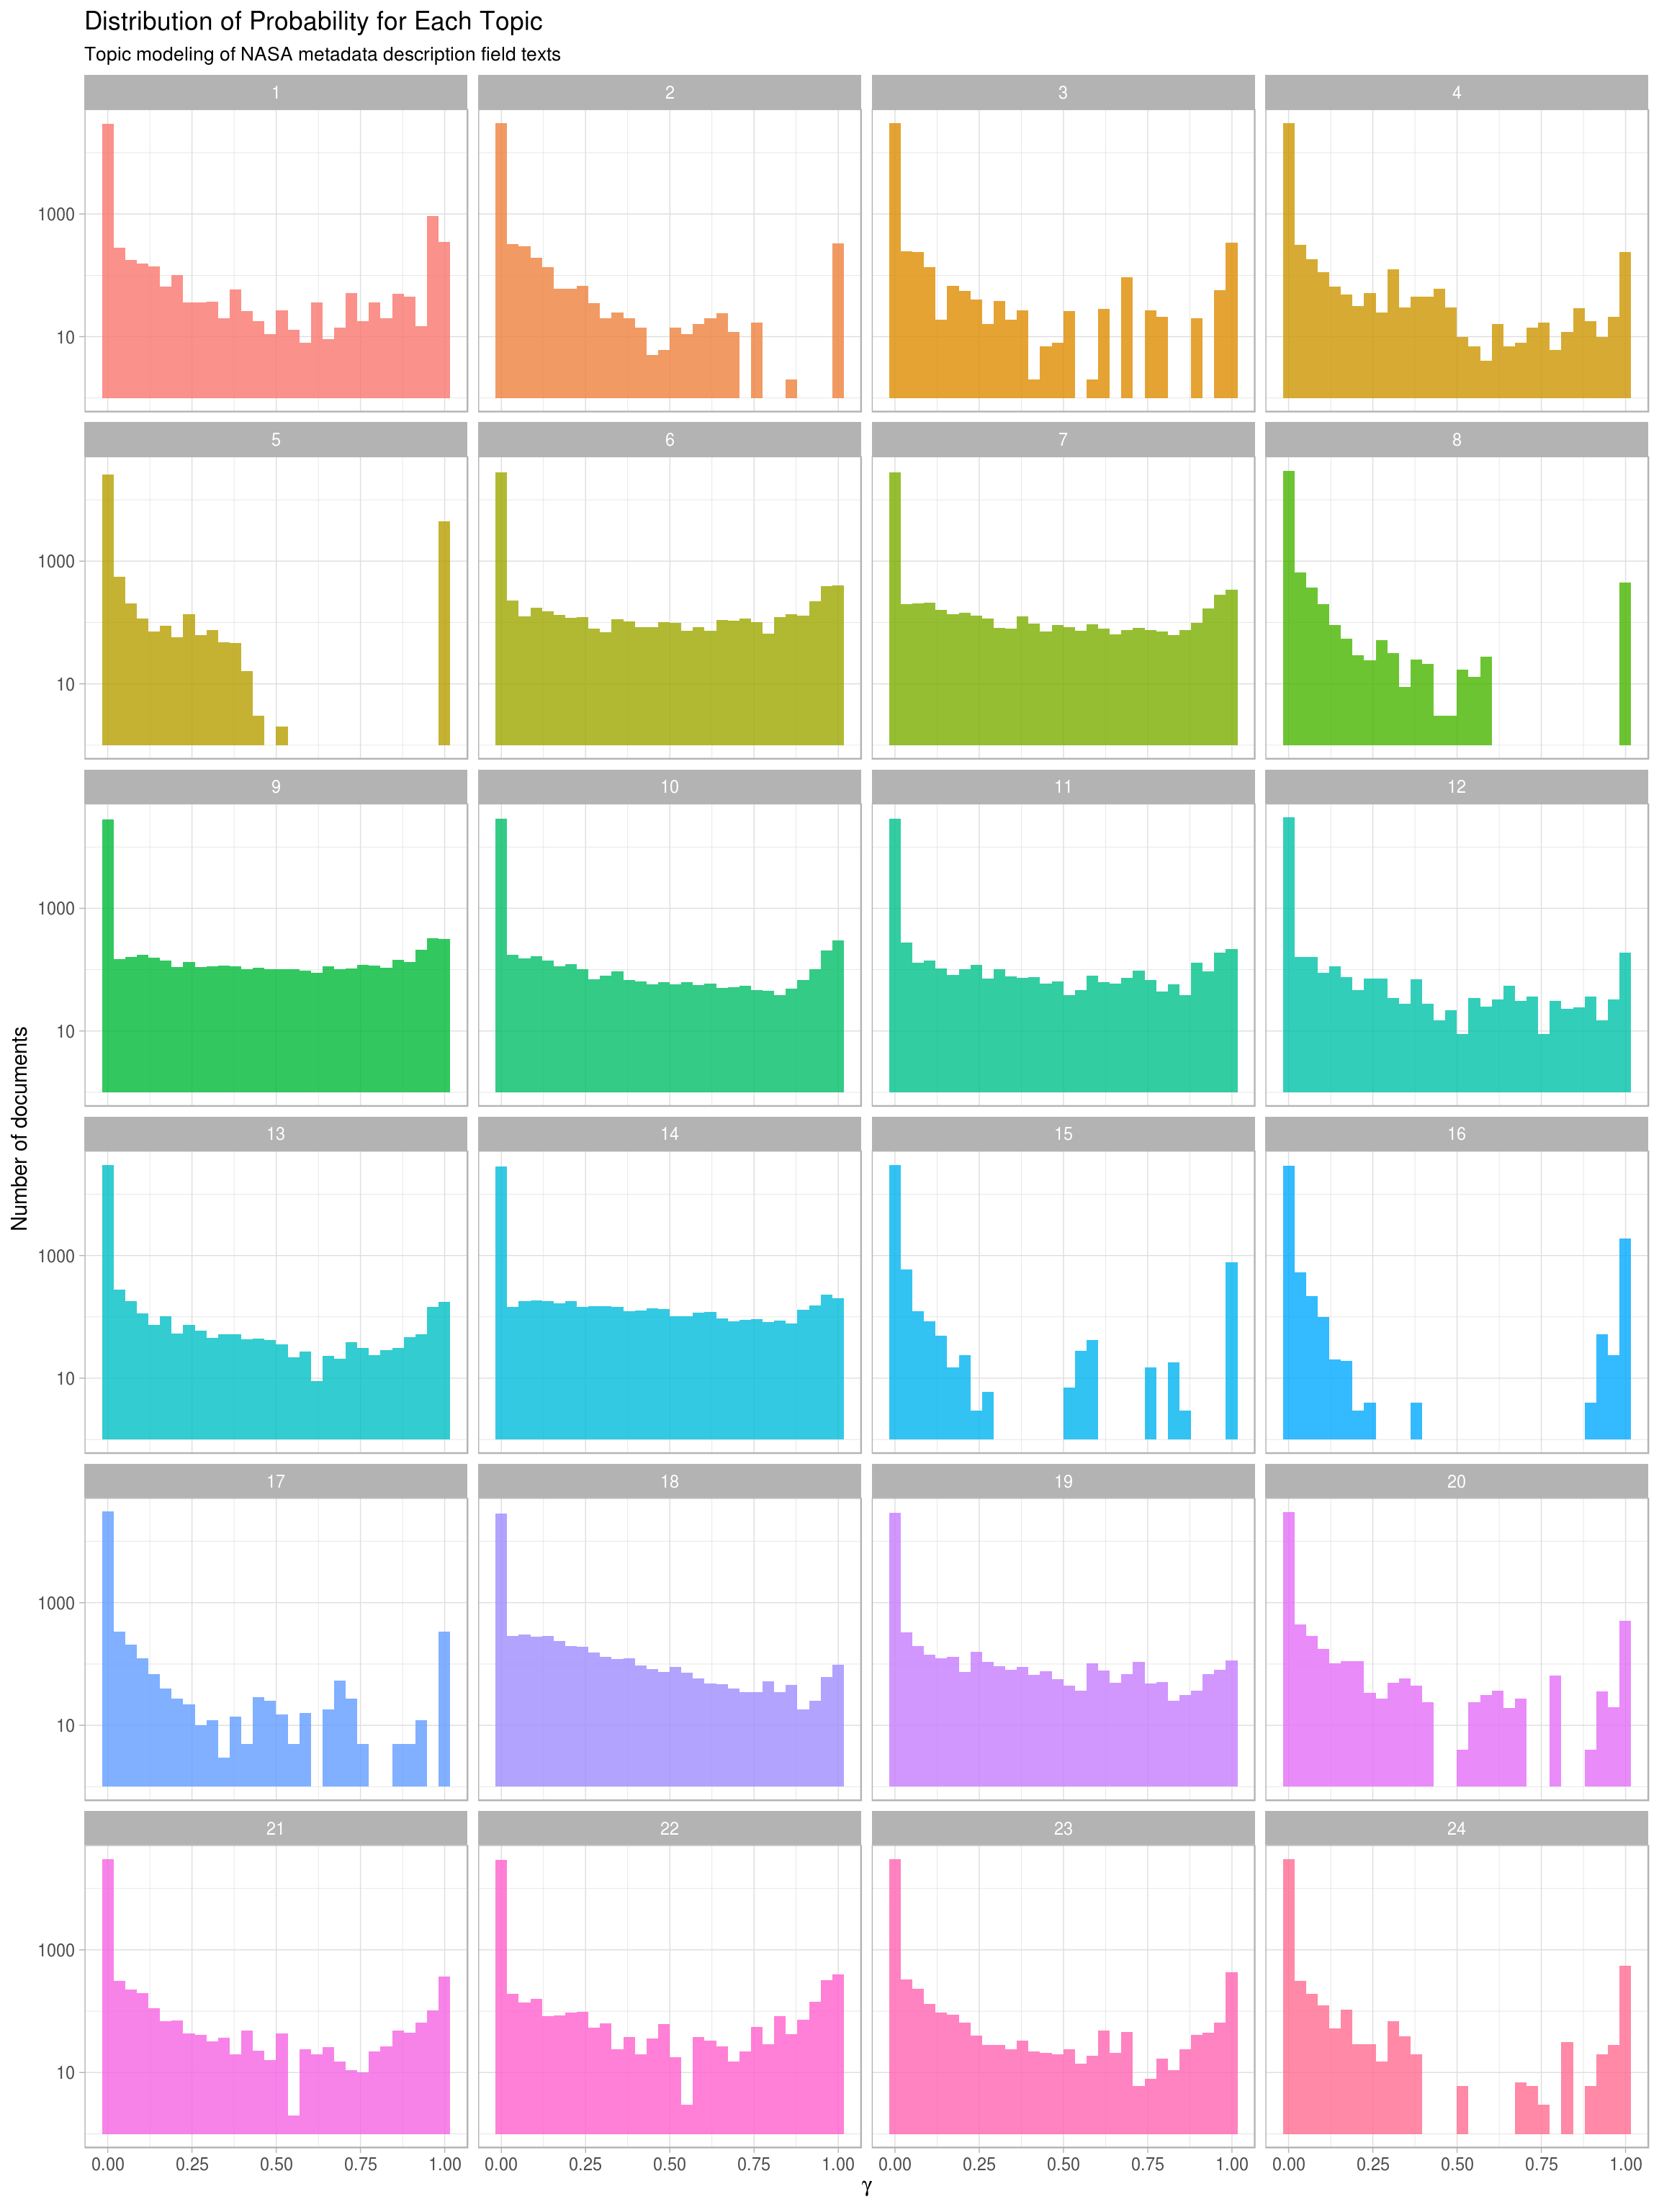 Distribution of Probability for Each Topic
Topic modeling of NASA metadata description field texts
1 2 3 4
1000
10
5 6 7 8
1000
10
9 10 11 12
1000
10
Number of documents
13 14 15 16
1000
10
17 18 19 20
1000
10
21 22 23 24
1000
10
0.00 0.25 0.50 0.75 1.00 0.00 0.25 0.50 0.75 1.00 0.00 0.25 0.50 0.75 1.00 0.00 0.25 0.50 0.75 1.00
γ